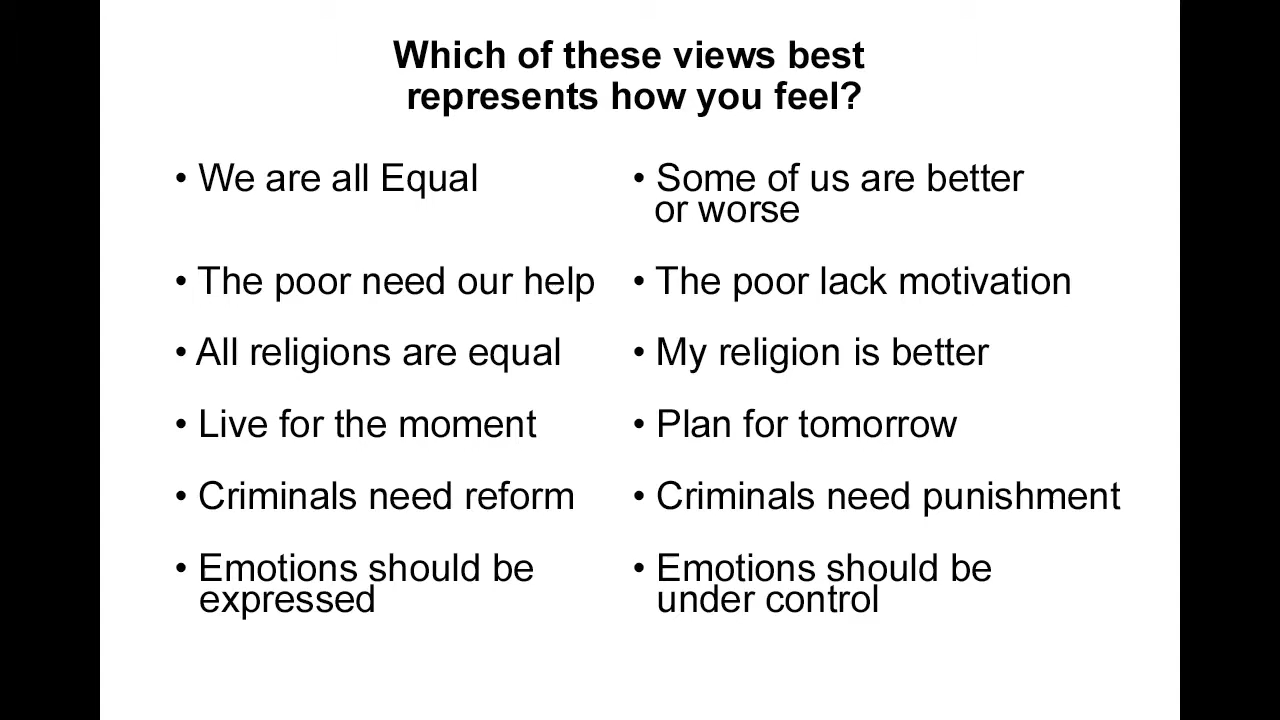 Which of these views best
represents how you feel?
• We are all Equal
• Some of us are better
or worse
• The poor need our help
• The poor lack motivation
• All religions are equal
• My religion is better
• Live for the moment
• Plan for tomorrow
• Criminals need reform
• Criminals need punishment
• Emotions should be
expressed
• Emotions should be
under control